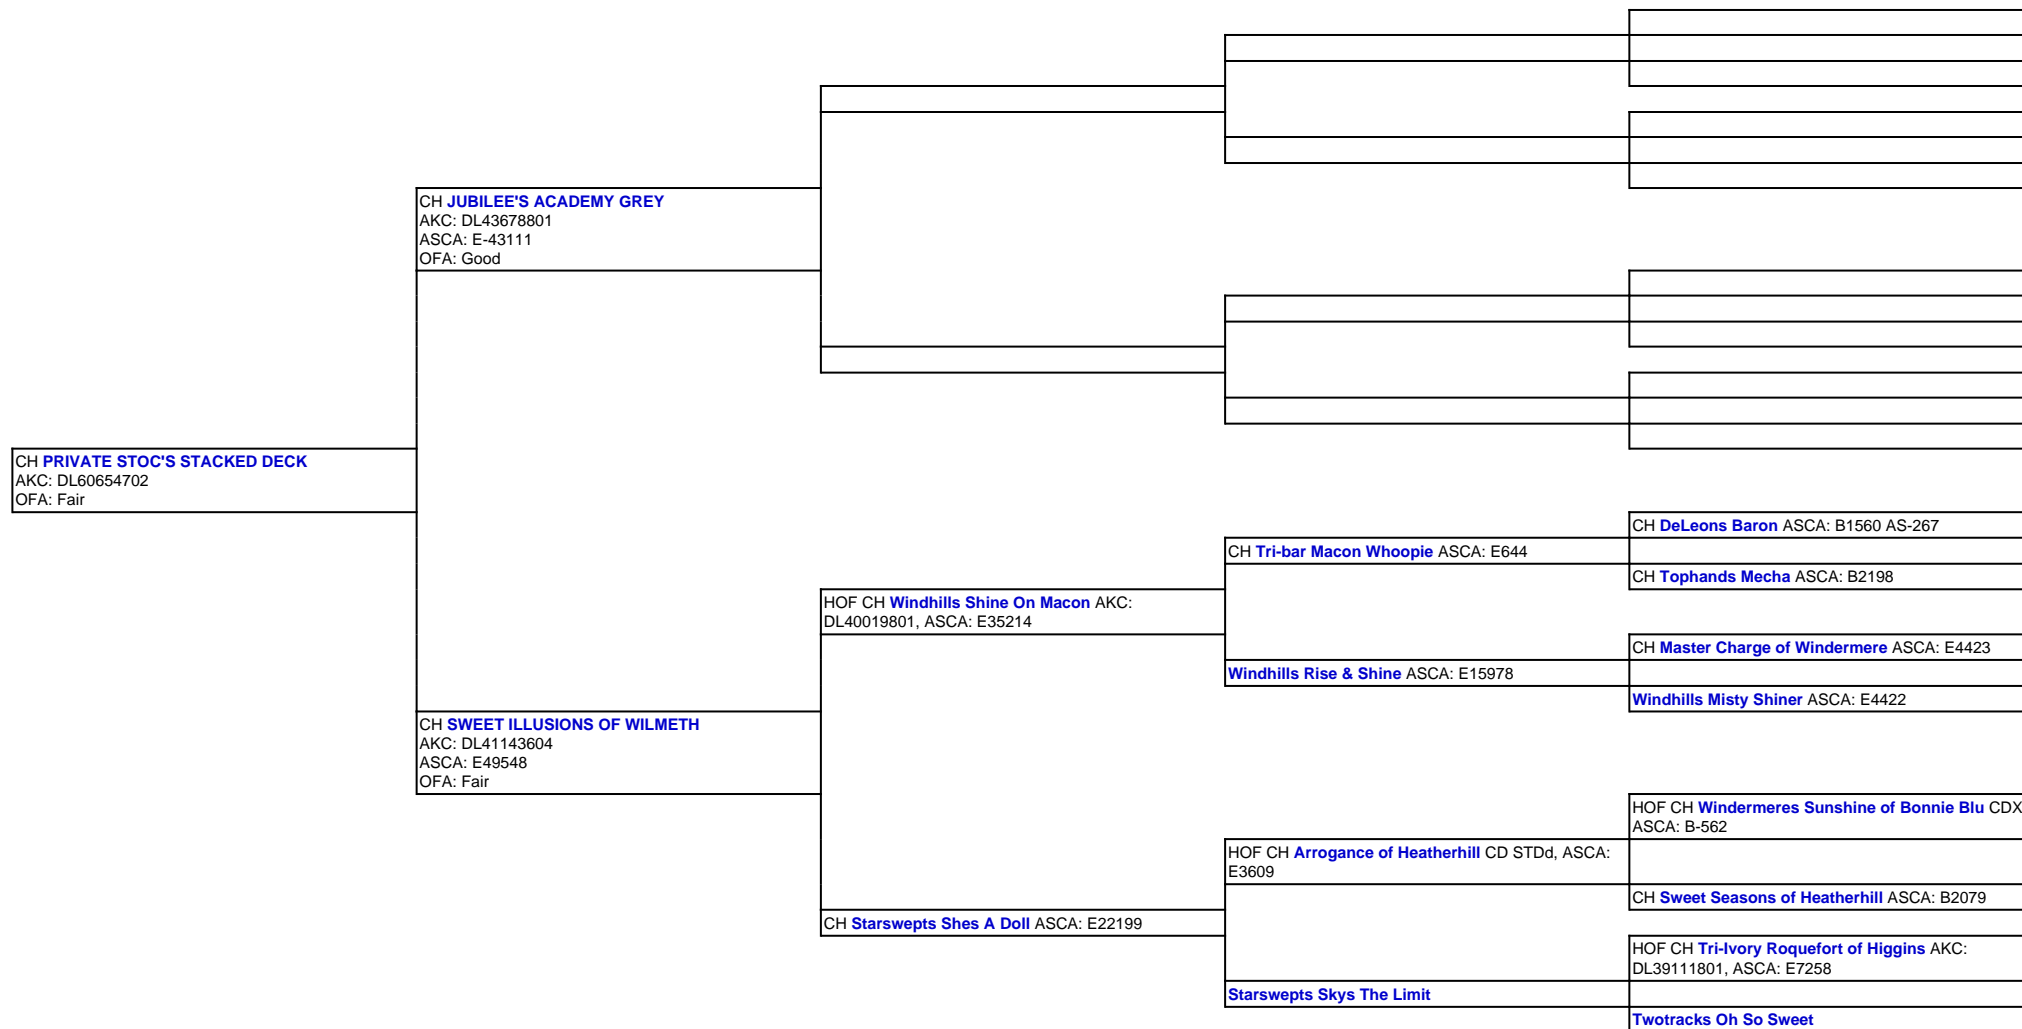 CH JUBILEE'S ACADEMY GREY
AKC: DL43678801
ASCA: E-43111
OFA: Good
CH PRIVATE STOC'S STACKED DECK
AKC: DL60654702
OFA: Fair
CH SWEET ILLUSIONS OF WILMETH
AKC: DL41143604
ASCA: E49548
OFA: Fair
HOF CH Windhills Shine On Macon AKC:
DL40019801, ASCA: E35214
CH Starswepts Shes A Doll ASCA: E22199
CH Tri-bar Macon Whoopie ASCA: E644
Windhills Rise & Shine ASCA: E15978
HOF CH Arrogance of Heatherhill CD STDd, ASCA:
E3609
Starswepts Skys The Limit
CH DeLeons Baron ASCA: B1560 AS-267
CH Tophands Mecha ASCA: B2198
CH Master Charge of Windermere ASCA: E4423
Windhills Misty Shiner ASCA: E4422
HOF CH Windermeres Sunshine of Bonnie Blu CDX
ASCA: B-562
CH Sweet Seasons of Heatherhill ASCA: B2079
HOF CH Tri-Ivory Roquefort of Higgins AKC:
DL39111801, ASCA: E7258
Twotracks Oh So Sweet